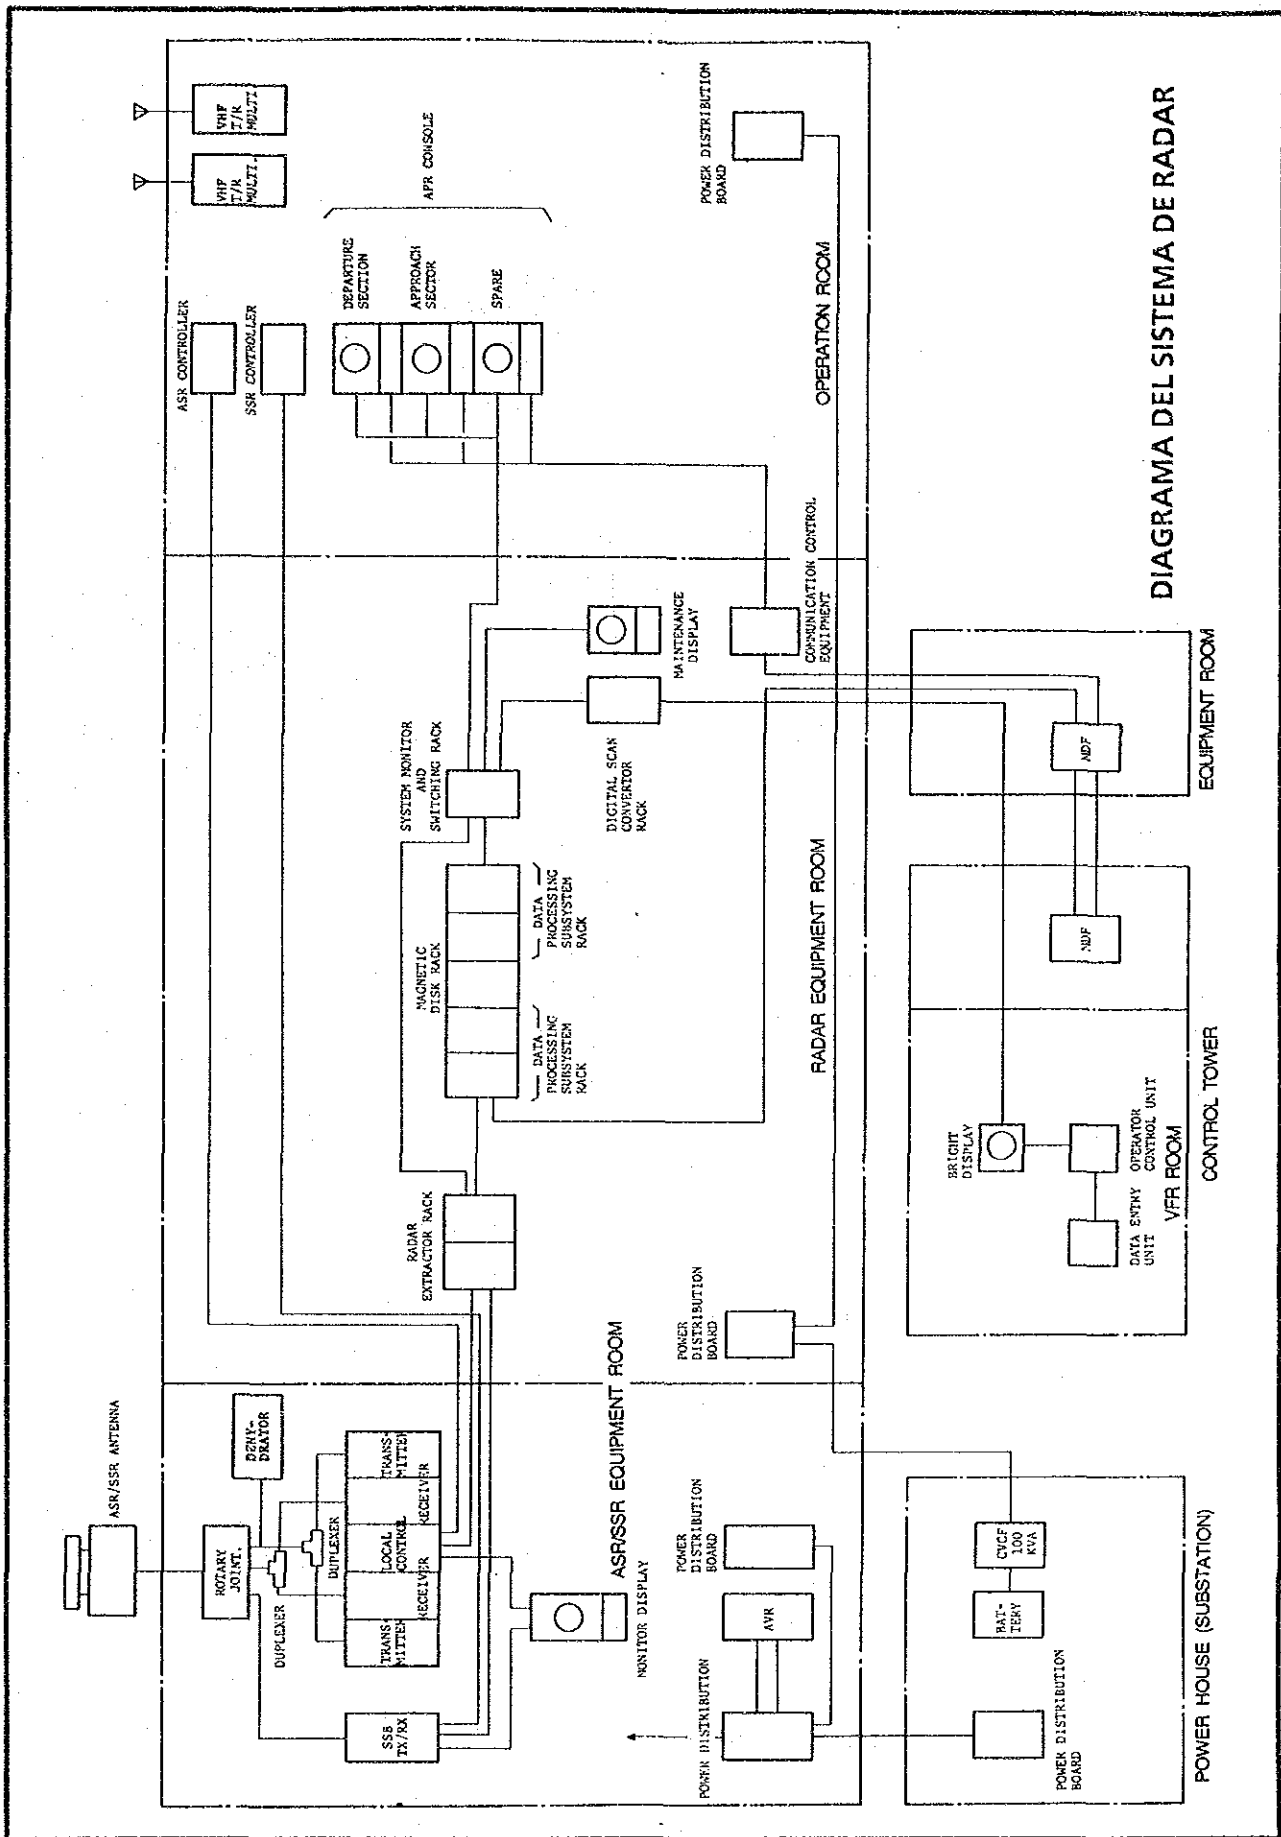 ASR/SSR ANTENNA
ROTARY
JOINT.
DENY-
DRATOR
DUPLEXER
DUPLEXER
SSB
TX/RX
TRANS-
MITTER
RECEIVER
LOCAL
CONTROL
RECEIVER
TRANS-
MITTER
MONITOR DISPLAY
ASR/SSR EQUIPMENT ROOM
POWER DISTRIBUTION
AVR
POWER
DISTRIBUTION
BOARD
POWER DISTRIBUTION
BOARD
BAT-
TERY
CVCF
100
KVA
POWER HOUSE (SUBSTATION)
RADAR
EXTRACTOR RACK
DATA
PROCESSING
SUBSYSTEM
RACK
MAGNETIC
DISK RACK
DATA
PROCESSING
SUBSYSTEM
RACK
SYSTEM MONITOR
AND
SWITCHING RACK
DIGITAL SCAN
CONVERTOR
RACK
MAINTENANCE
DISPLAY
POWER
DISTRIBUTION
BOARD
RADAR EQUIPMENT ROOM
COMMUNICATION CONTROL
EQUIPMENT
BRIGHT
DISPLAY
DATA ENTRY
UNIT
OPERATOR
CONTROL UNIT
VFR ROOM
CONTROL TOWER
MDF
MDF
EQUIPMENT ROOM
ASR CONTROLLER
SSR CONTROLLER
VHF
T/R
MULTI.
VHF
T/R
MULTI
DEPARTURE
SECTION
APPROACH
SECTOR
SPARE
APR CONSOLE
POWER DISTRIBUTION
BOARD
OPERATION ROOM
DIAGRAMA DEL SISTEMA DE RADAR